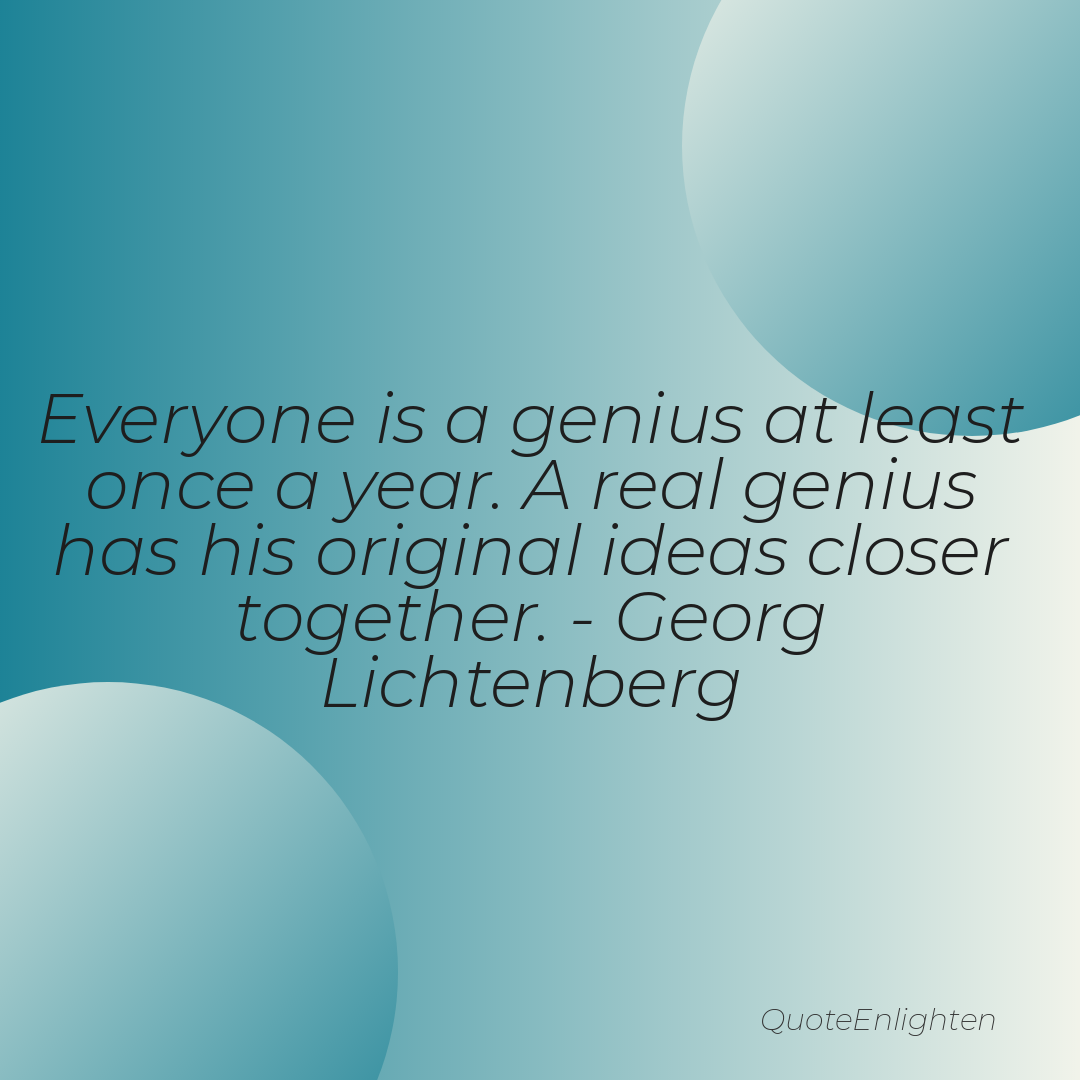 Everyone is a genius at least
once a year. A real genius
has his original ideas closer
together. - Georg
Lichtenberg
QuoteEnlighten